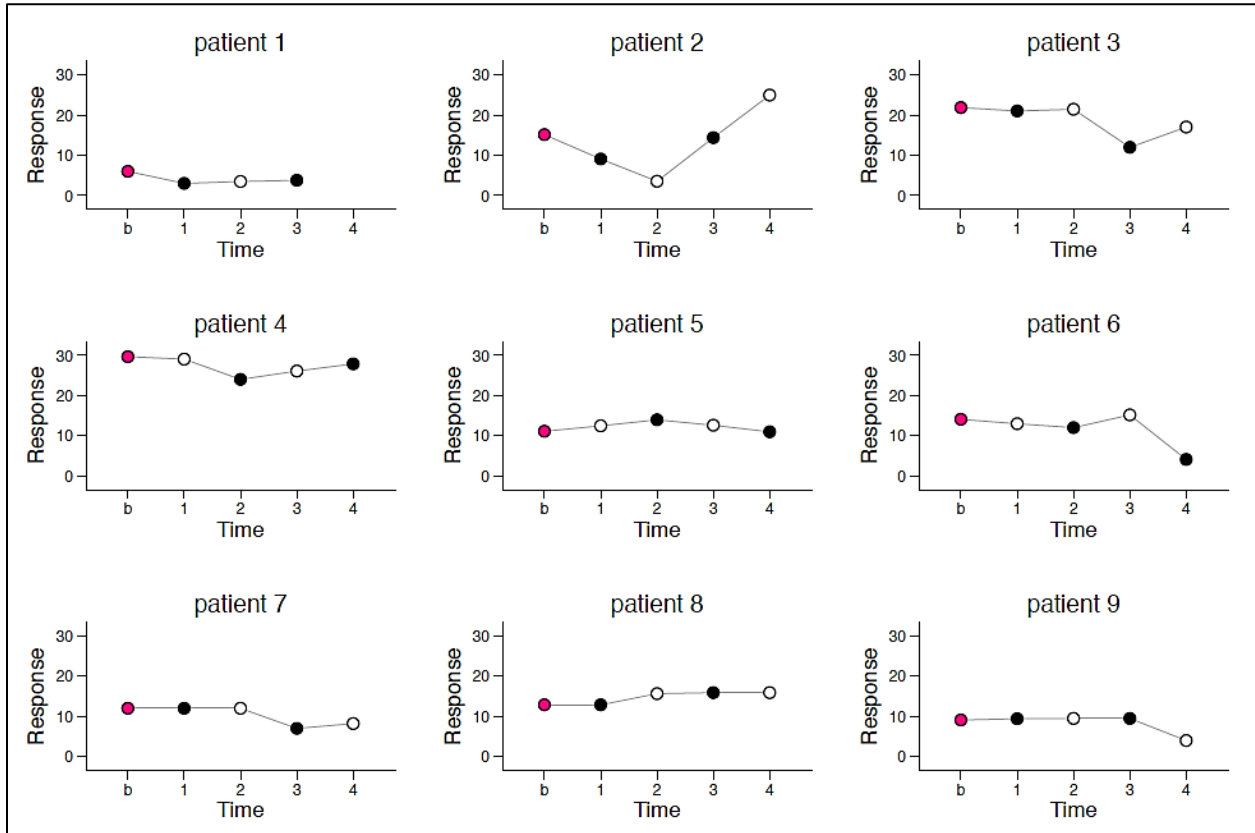 patient 1
Response
30
20
10
0
b 1 2 3 4
Time
patient 2
Response
30
20
10
0
b 1 2 3 4
Time
patient 3
Response
30
20
10
0
b 1 2 3 4
Time
patient 4
Response
30
20
10
0
b 1 2 3 4
Time
patient 5
Response
30
20
10
0
b 1 2 3 4
Time
patient 6
Response
30
20
10
0
b 1 2 3 4
Time
patient 7
Response
30
20
10
0
b 1 2 3 4
Time
patient 8
Response
30
20
10
0
b 1 2 3 4
Time
patient 9
Response
30
20
10
0
b 1 2 3 4
Time